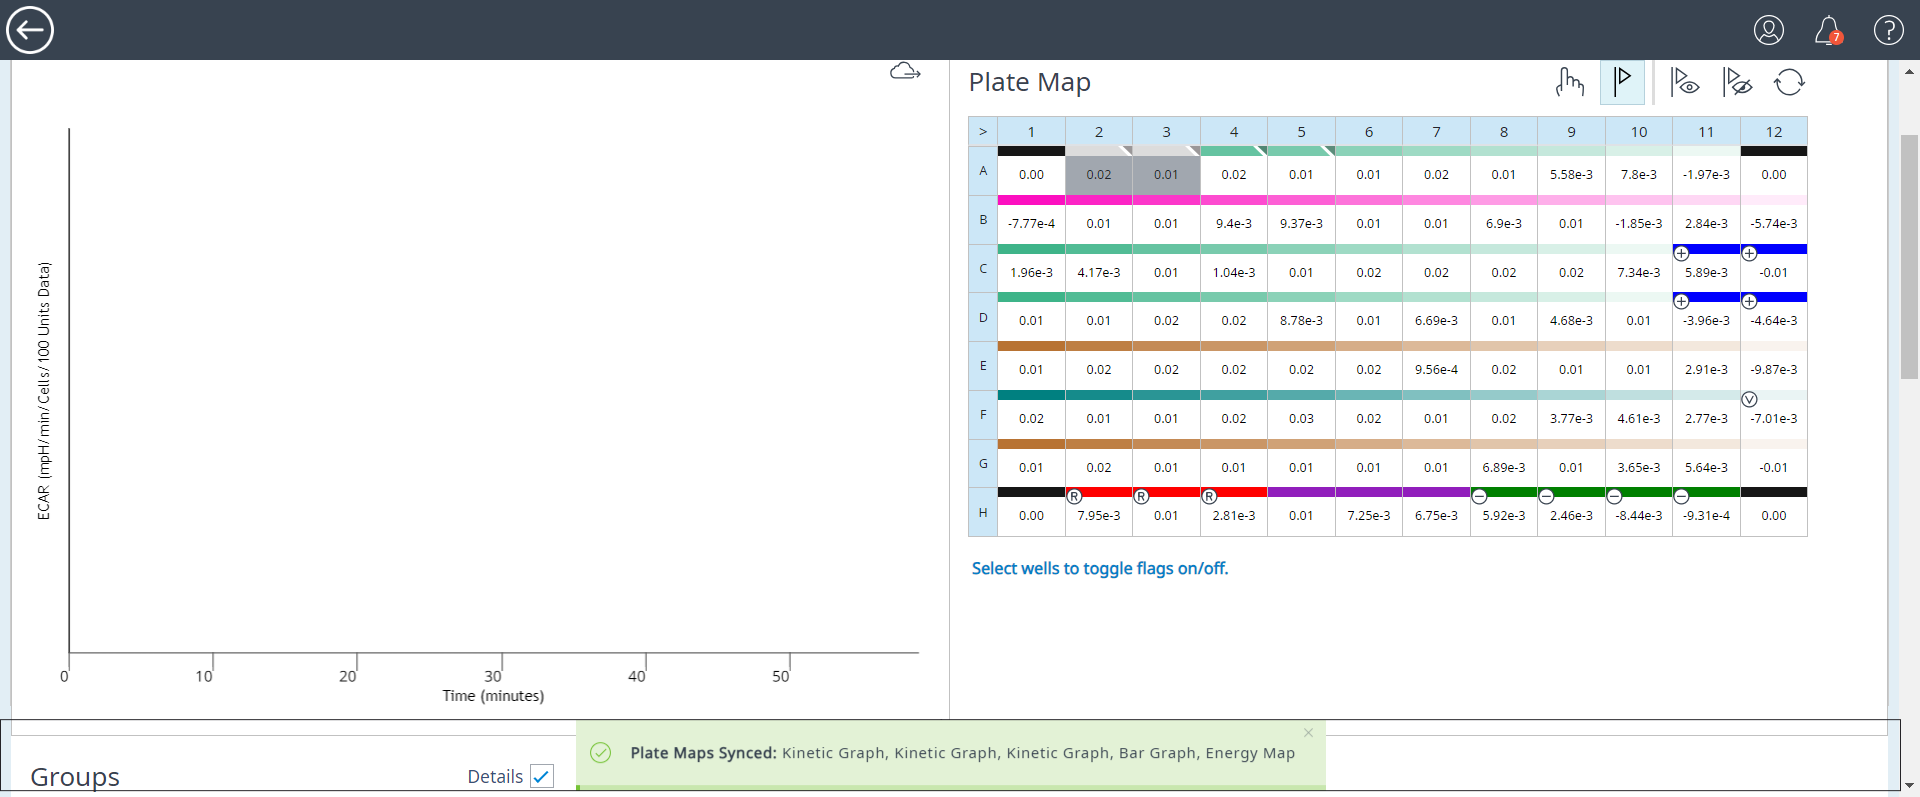 7
?
Plate Map
> 1 2 3 4 5 6 7 8 9 10 11 12
A 0.00 0.02 0.01 0.02 0.01 0.01 0.02 0.01 5.58e-3 7.8e-3 -1.97e-3 0.00
B -7.77e-4 0.01 0.01 9.4e-3 9.37e-3 0.01 0.01 6.9e-3 0.01 -1.85e-3 2.84e-3 -5.74e-3
+ +
C 1.96e-3 4.17e-3 0.01 1.04e-3 0.01 0.02 0.02 0.02 0.02 7.34e-3 5.89e-3 -0.01
+ +
D 0.01 0.01 0.02 0.02 8.78e-3 0.01 6.69e-3 0.01 4.68e-3 0.01 -3.96e-3 -4.64e-3
E 0.01 0.02 0.02 0.02 0.02 0.02 9.56e-4 0.02 0.01 0.01 2.91e-3 -9.87e-3
V
F 0.02 0.01 0.01 0.02 0.03 0.02 0.01 0.02 3.77e-3 4.61e-3 2.77e-3 -7.01e-3
G 0.01 0.02 0.01 0.01 0.01 0.01 0.01 6.89e-3 0.01 3.65e-3 5.64e-3 -0.01
R R R − − − −
H 0.00 7.95e-3 0.01 2.81e-3 0.01 7.25e-3 6.75e-3 5.92e-3 2.46e-3 -8.44e-3 -9.31e-4 0.00
Select wells to toggle flags on/off.
ECAR (mpH/min/Cells/100 Units Data)
0 10 20 30 40 50
Time (minutes)
Plate Maps Synced: Kinetic Graph, Kinetic Graph, Kinetic Graph, Bar Graph, Energy Map
Groups
Details